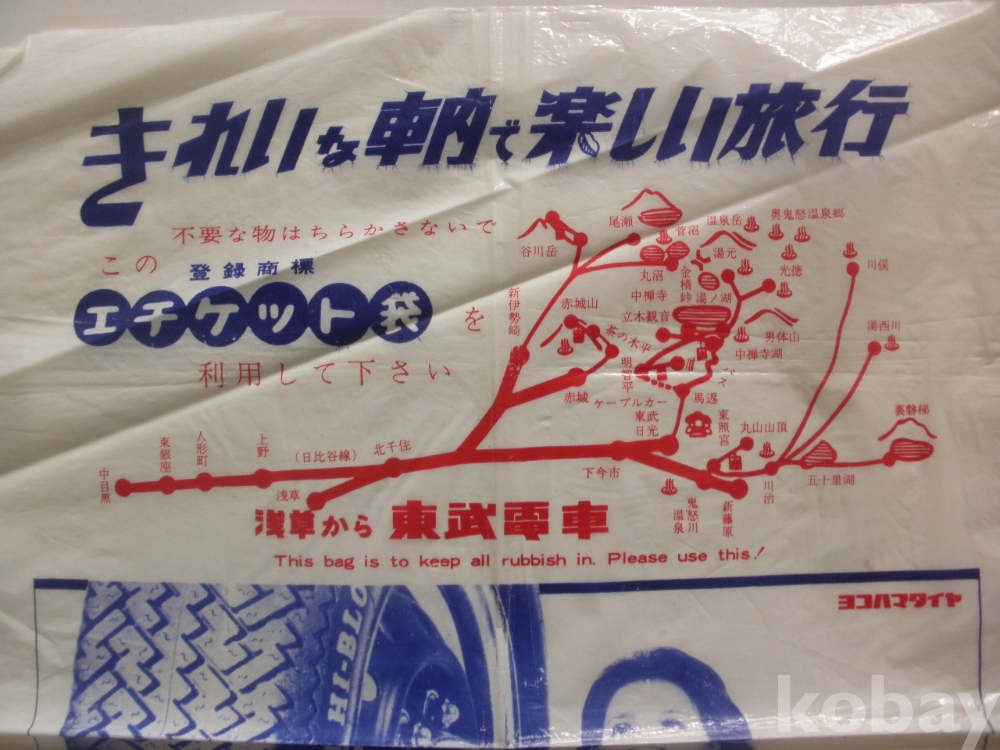 きれいな車内で楽しい旅行
不要な物はちらかさないで
この
登録商標
エチケット袋
を
利用して下さい
谷川岳
尾瀬
菅沼
温泉岳
奥鬼怒温泉郷
丸沼
金精峠
湯元
光徳
湯ノ湖
川俣
新伊勢崎
赤城山
中禅寺
立木観音
茶の木平
男体山
中禅寺湖
湯西川
明智平
バス
赤城
ケーブルカー
馬返
東武日光
東照宮
丸山山頂
裏磐梯
中目黒
東銀座
人形町
上野
(日比谷線)
北千住
浅草
下今市
鬼怒川温泉
新藤原
川治
五十里湖
浅草から 東武電車
This bag is to keep all rubbish in. Please use this!
ヨコハマタイヤ
HI-BLO
kobay